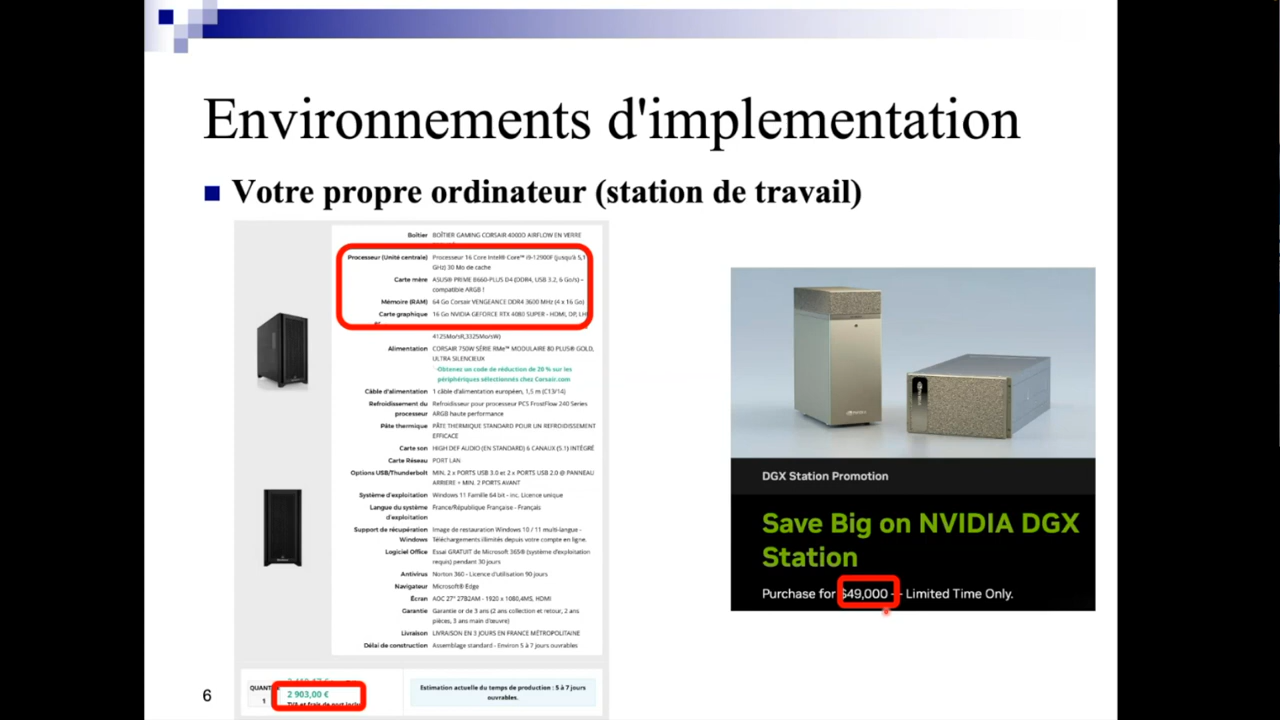 Environnements d'implementation
Votre propre ordinateur (station de travail)
Boîtier BOÎTIER GAMING CORSAIR 4000D AIRFLOW EN VERRE
Processeur (Unité centrale) Processeur 16 Core Intel® Core™ i9-12900F (jusqu'à 5,1
GHz) 30 Mo de cache
Carte mère ASUS® PRIME B660-PLUS D4 (DDR4, USB 3.2, 6 Go/s) -
compatible ARGB !
Mémoire (RAM) 64 Go Corsair VENGEANCE DDR4 3600 MHz (4 x 16 Go)
Carte graphique 16 Go NVIDIA GEFORCE RTX 4080 SUPER - HDMI, DP, LH
4125Mo/sR,3325Mo/sW)
Alimentation CORSAIR 750W SÉRIE RMe™ MODULAIRE 80 PLUS® GOLD,
ULTRA SILENCIEUX
Obtenez un code de réduction de 20 % sur les
périphériques sélectionnés chez Corsair.com
Câble d'alimentation 1 câble d'alimentation européen, 1,5 m (C13/14)
Refroidissement du Refroidisseur pour processeur PCS FrostFlow 240 Series
processeur ARGB haute performance
Pâte thermique PÂTE THERMIQUE STANDARD POUR UN REFROIDISSEMENT
EFFICACE
Carte son HIGH DEF AUDIO (EN STANDARD) 6 CANAUX (5.1) INTÉGRÉ
Carte Réseau PORT LAN
Options USB/Thunderbolt MIN. 2 x PORTS USB 3.0 et 2 x PORTS USB 2.0 @ PANNEAU
ARRIERE + MIN. 2 PORTS AVANT
Système d'exploitation Windows 11 Famille 64 bit - inc. Licence unique
Langue du système France/République Française - Français
d'exploitation
Support de récupération Image de restauration Windows 10 / 11 multi-langue -
Windows Téléchargements illimités depuis votre compte en ligne.
Logiciel Office Essai GRATUIT de Microsoft 365® (système d'exploitation
requis) pendant 30 jours
Antivirus Norton 360 - Licence d'utilisation 90 jours
Navigateur Microsoft® Edge
Écran AOC 27" 27B2AM - 1920 x 1080,4MS, HDMI
Garantie Garantie or de 3 ans (2 ans collection et retour, 2 ans
pièces, 3 ans main d'œuvre)
Livraison LIVRAISON EN 3 JOURS EN FRANCE MÉTROPOLITAINE
Délai de construction Assemblage standard - Environ 5 à 7 jours ouvrables
QUANT
1
2 903,00 €
TVA et frais de port inclu
Estimation actuelle du temps de production : 5 à 7 jours
ouvrables.
DGX Station Promotion
Save Big on NVIDIA DGX
Station
Purchase for $49,000 — Limited Time Only.
6